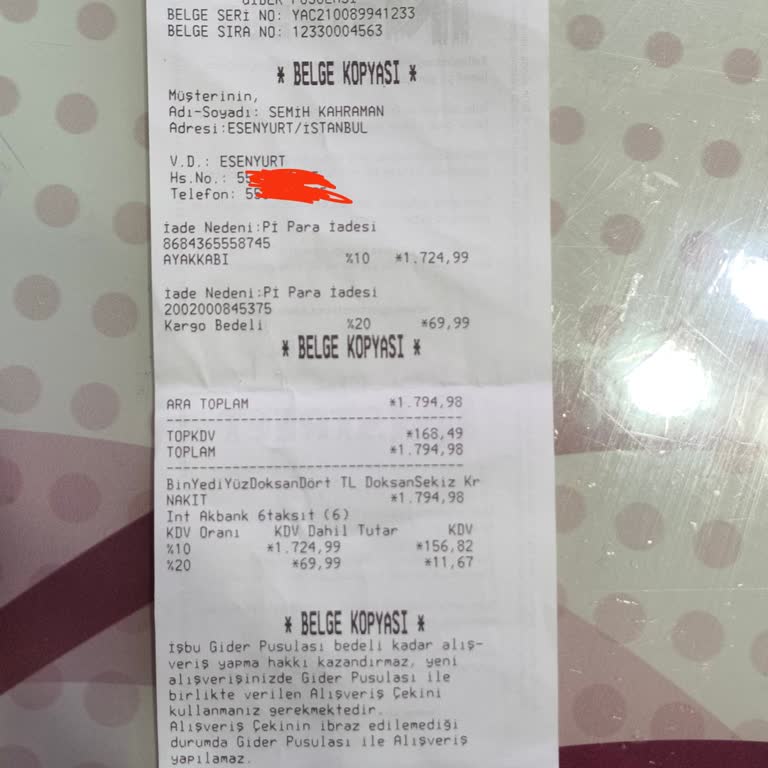 GİDER PUSULASI
BELGE SERİ NO: YAC210089941233
BELGE SIRA NO: 12330004563
* BELGE KOPYASI *
Müşterinin,
Adı-Soyadı: SEMİH KAHRAMAN
Adresi:ESENYURT/İSTANBUL
V.D.: ESENYURT
Hs.No.: 55
Telefon: 55
İade Nedeni:Pİ Para İadesi
8684365558745
AYAKKABI %10 *1.724,99
İade Nedeni:Pİ Para İadesi
2002000845375
Kargo Bedeli %20 *69,99
* BELGE KOPYASI *
ARA TOPLAM *1.794,98
TOPKDV *168,49
TOPLAM *1.794,98
BinYediYüzDoksanDört TL DoksanSekiz Kr
NAKİT *1.794,98
Int Akbank 6taksit (6)
KDV Oranı KDV Dahil Tutar KDV
%10 *1.724,99 *156,82
%20 *69,99 *11,67
* BELGE KOPYASI *
İşbu Gider Pusulası bedeli kadar alış-
veriş yapma hakkı kazandırmaz, yeni
alışverişinizde Gider Pusulası ile
birlikte verilen Alışveriş Çekini
kullanmanız gerekmektedir.
Alışveriş Çekinin ibraz edilemediği
durumda Gider Pusulası ile Alışveriş
yapılamaz.